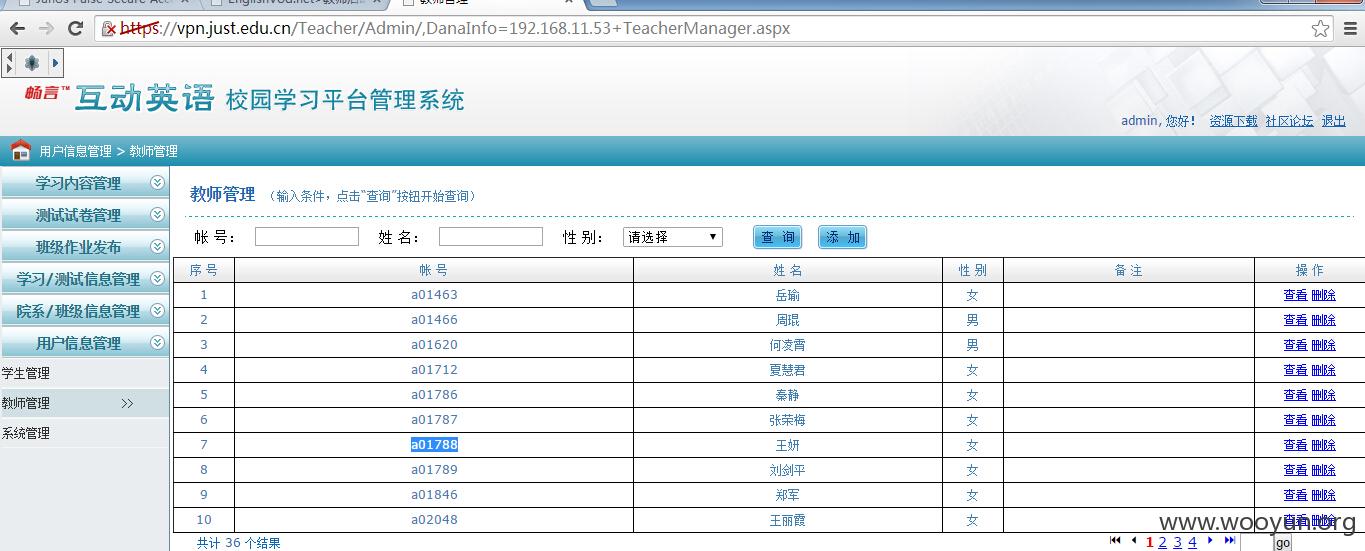 Janos False Secure Acce
EnglishVod.net>教师后
教师管理
https://vpn.just.edu.cn/Teacher/Admin/,DanaInfo=192.168.11.53+TeacherManager.aspx
畅言™ 互动英语 校园学习平台管理系统
admin, 您好! 资源下载 社区论坛 退出
用户信息管理 > 教师管理
学习内容管理
测试试卷管理
班级作业发布
学习/测试信息管理
院系/班级信息管理
用户信息管理
学生管理
教师管理 >>
系统管理
教师管理 (输入条件，点击“查询”按钮开始查询)
帐 号： 姓 名： 性 别： 请选择 查 询 添 加
序 号 帐 号 姓 名 性 别 备 注 操 作
1 a01463 岳瑜 女 查看 删除
2 a01466 周琨 男 查看 删除
3 a01620 何凌霄 男 查看 删除
4 a01712 夏慧君 女 查看 删除
5 a01786 秦静 女 查看 删除
6 a01787 张荣梅 女 查看 删除
7 a01788 王妍 女 查看 删除
8 a01789 刘剑平 女 查看 删除
9 a01846 郑军 女 查看 删除
10 a02048 王丽霞 女 查看 删除
www.wooyun.org
共计 36 个结果 1 2 3 4 go